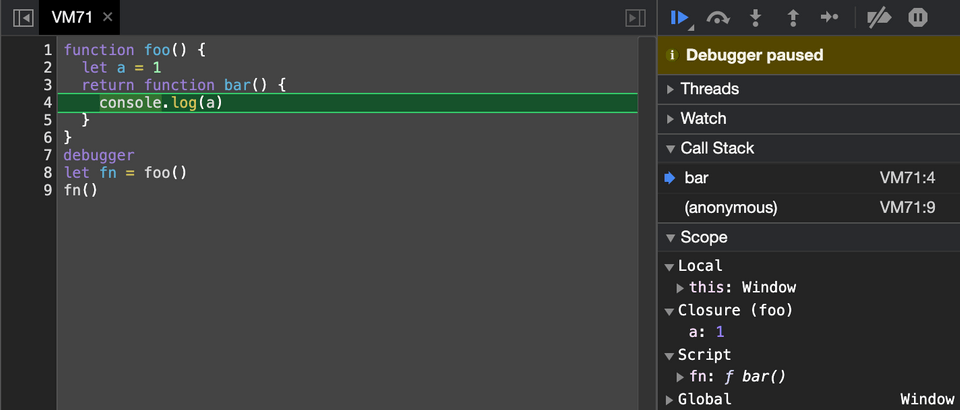 VM71 ×
1 function foo() {
2   let a = 1
3   return function bar() {
4     console.log(a)
5   }
6 }
7 debugger
8 let fn = foo()
9 fn()
i Debugger paused
Threads
Watch
Call Stack
bar VM71:4
(anonymous) VM71:9
Scope
Local
this: Window
Closure (foo)
a: 1
Script
fn: ƒ bar()
Global Window